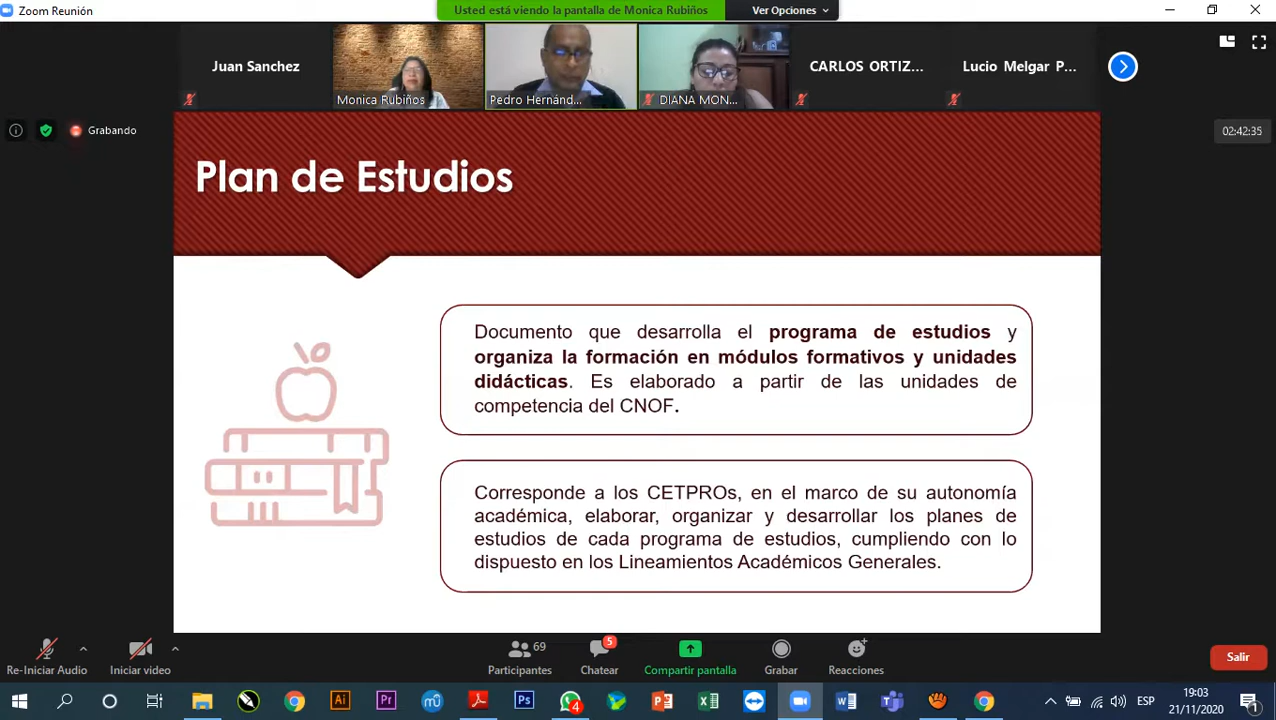 Zoom Reunión
Usted está viendo la pantalla de Monica Rubiños
Ver Opciones
Juan Sanchez
Monica Rubiños
Pedro Hernánd...
DIANA MON...
CARLOS ORTIZ...
Lucio Melgar P...
Grabando
02:42:35
Plan de Estudios
Documento que desarrolla el programa de estudios y
organiza la formación en módulos formativos y unidades
didácticas. Es elaborado a partir de las unidades de
competencia del CNOF.
Corresponde a los CETPROs, en el marco de su autonomía
académica, elaborar, organizar y desarrollar los planes de
estudios de cada programa de estudios, cumpliendo con lo
dispuesto en los Lineamientos Académicos Generales.
Re-Iniciar Audio
Iniciar video
69
Participantes
5
Chatear
Compartir pantalla
Grabar
Reacciones
Salir
Ai
Pr
Ps
4
ESP
19:03
21/11/2020
1